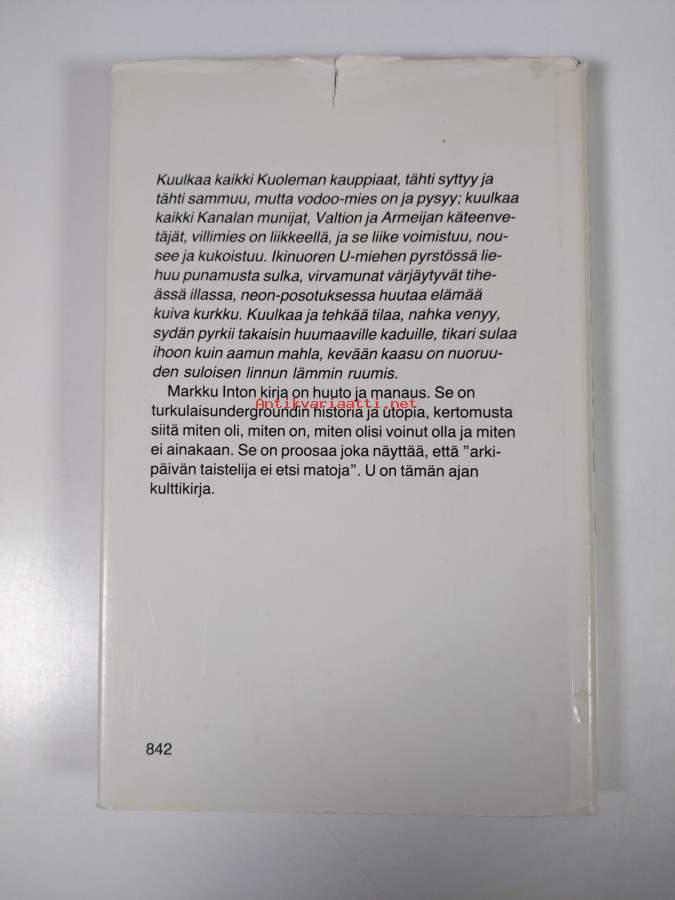 Kuulkaa kaikki Kuoleman kauppiaat, tähti syttyy ja
tähti sammuu, mutta vodoo-mies on ja pysyy; kuulkaa
kaikki Kanalan munijat, Valtion ja Armeijan käteenve-
täjät, villimies on liikkeellä, ja se liike voimistuu, nou-
see ja kukoistuu. Ikinuoren U-miehen pyrstössä lie-
huu punamusta sulka, virvamunat värjäytyvät tihe-
ässä illassa, neon-posotuksessa huutaa elämää
kuiva kurkku. Kuulkaa ja tehkää tilaa, nahka venyy,
sydän pyrkii takaisin huumaaville kaduille, tikari sulaa
ihoon kuin aamun mahla, kevään kaasu on nuoruu-
den suloisen linnun lämmin ruumis.
Markku Inton kirja on huuto ja manaus. Se on
Antikvariaatti.net
turkulaisundergroundin historia ja utopia, kertomusta
siitä miten oli, miten on, miten olisi voinut olla ja miten
ei ainakaan. Se on proosaa joka näyttää, että ”arki-
päivän taistelija ei etsi matoja”. U on tämän ajan
kulttikirja.
842